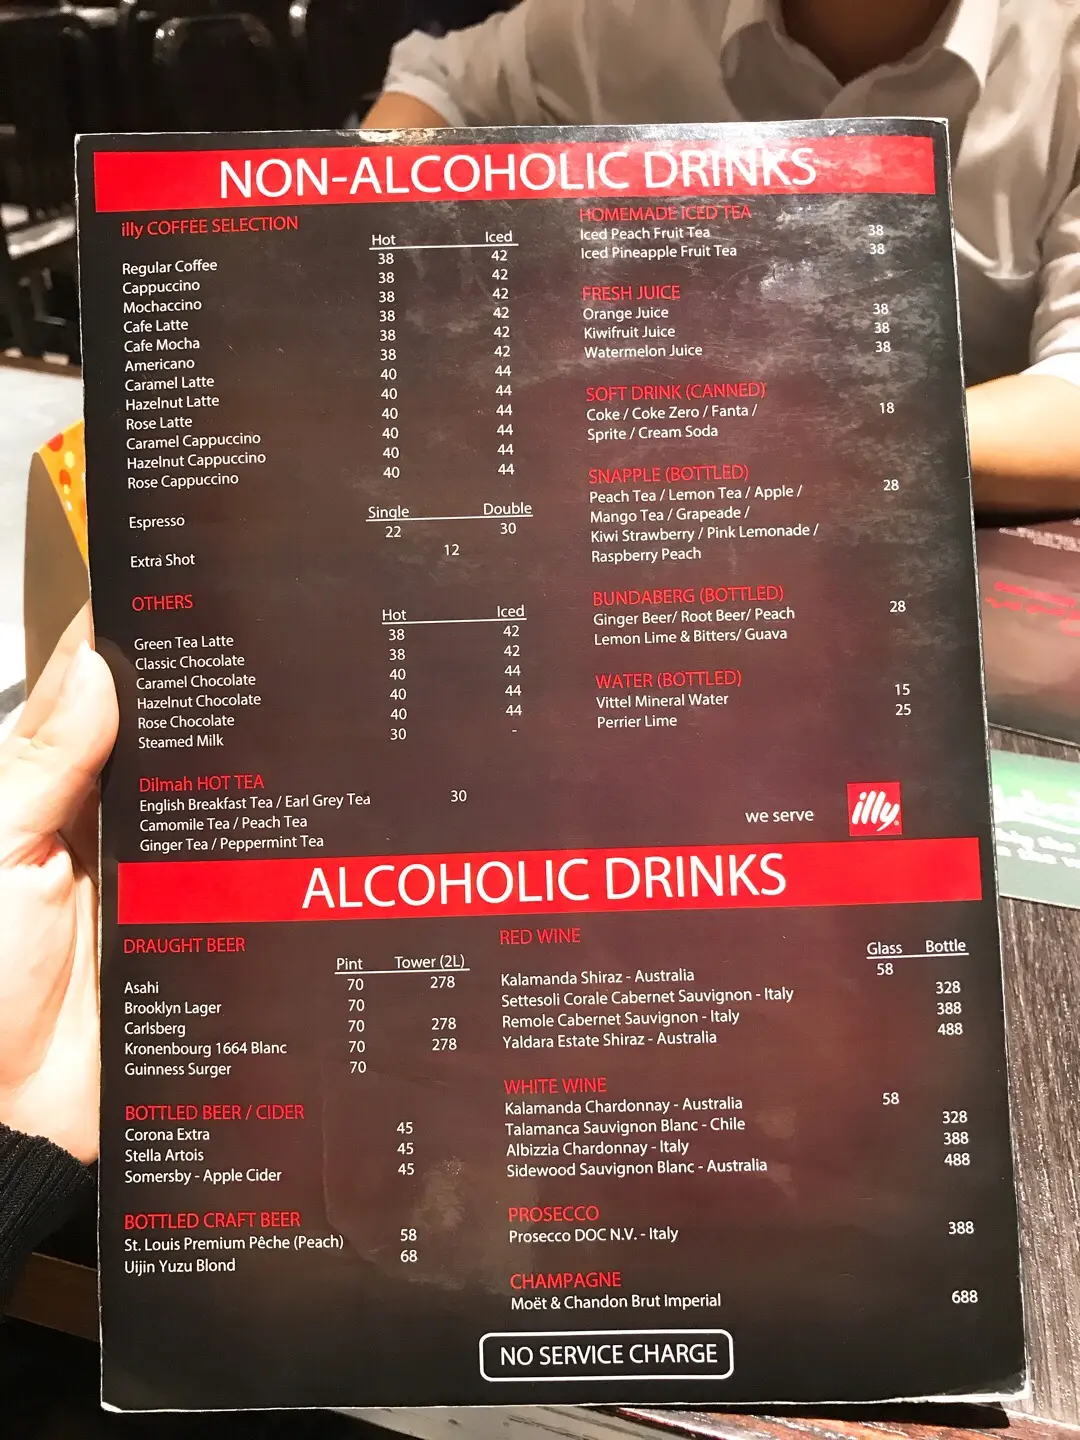 NON-ALCOHOLIC DRINKS
illy COFFEE SELECTION
Hot Iced
Regular Coffee 38 42
Cappuccino 38 42
Mochaccino 38 42
Cafe Latte 38 42
Cafe Mocha 38 42
Americano 38 42
Caramel Latte 40 44
Hazelnut Latte 40 44
Rose Latte 40 44
Caramel Cappuccino 40 44
Hazelnut Cappuccino 40 44
Rose Cappuccino 40 44
Single Double
Espresso 22 30
Extra Shot 12
OTHERS
Hot Iced
Green Tea Latte 38 42
Classic Chocolate 38 42
Caramel Chocolate 40 44
Hazelnut Chocolate 40 44
Rose Chocolate 40 44
Steamed Milk 30 -
Dilmah HOT TEA
English Breakfast Tea / Earl Grey Tea 30
Camomile Tea / Peach Tea
Ginger Tea / Peppermint Tea
HOMEMADE ICED TEA
Iced Peach Fruit Tea 38
Iced Pineapple Fruit Tea 38
FRESH JUICE
Orange Juice 38
Kiwifruit Juice 38
Watermelon Juice 38
SOFT DRINK (CANNED)
Coke / Coke Zero / Fanta / 18
Sprite / Cream Soda
SNAPPLE (BOTTLED)
Peach Tea / Lemon Tea / Apple / 28
Mango Tea / Grapeade /
Kiwi Strawberry / Pink Lemonade /
Raspberry Peach
BUNDABERG (BOTTLED)
Ginger Beer/ Root Beer/ Peach 28
Lemon Lime & Bitters/ Guava
WATER (BOTTLED)
Vittel Mineral Water 15
Perrier Lime 25
we serve illy
ALCOHOLIC DRINKS
DRAUGHT BEER
Pint Tower (2L)
Asahi 70 278
Brooklyn Lager 70
Carlsberg 70 278
Kronenbourg 1664 Blanc 70 278
Guinness Surger 70
BOTTLED BEER / CIDER
Corona Extra 45
Stella Artois 45
Somersby - Apple Cider 45
BOTTLED CRAFT BEER
St. Louis Premium Pêche (Peach) 58
Uijin Yuzu Blond 68
RED WINE
Glass Bottle
Kalamanda Shiraz - Australia 58
Settesoli Corale Cabernet Sauvignon - Italy 328
Remole Cabernet Sauvignon - Italy 388
Yaldara Estate Shiraz - Australia 488
WHITE WINE
Kalamanda Chardonnay - Australia 58
Talamanca Sauvignon Blanc - Chile 328
Albizzia Chardonnay - Italy 388
Sidewood Sauvignon Blanc - Australia 488
PROSECCO
Prosecco DOC N.V. - Italy 388
CHAMPAGNE
Moët & Chandon Brut Imperial 688
NO SERVICE CHARGE